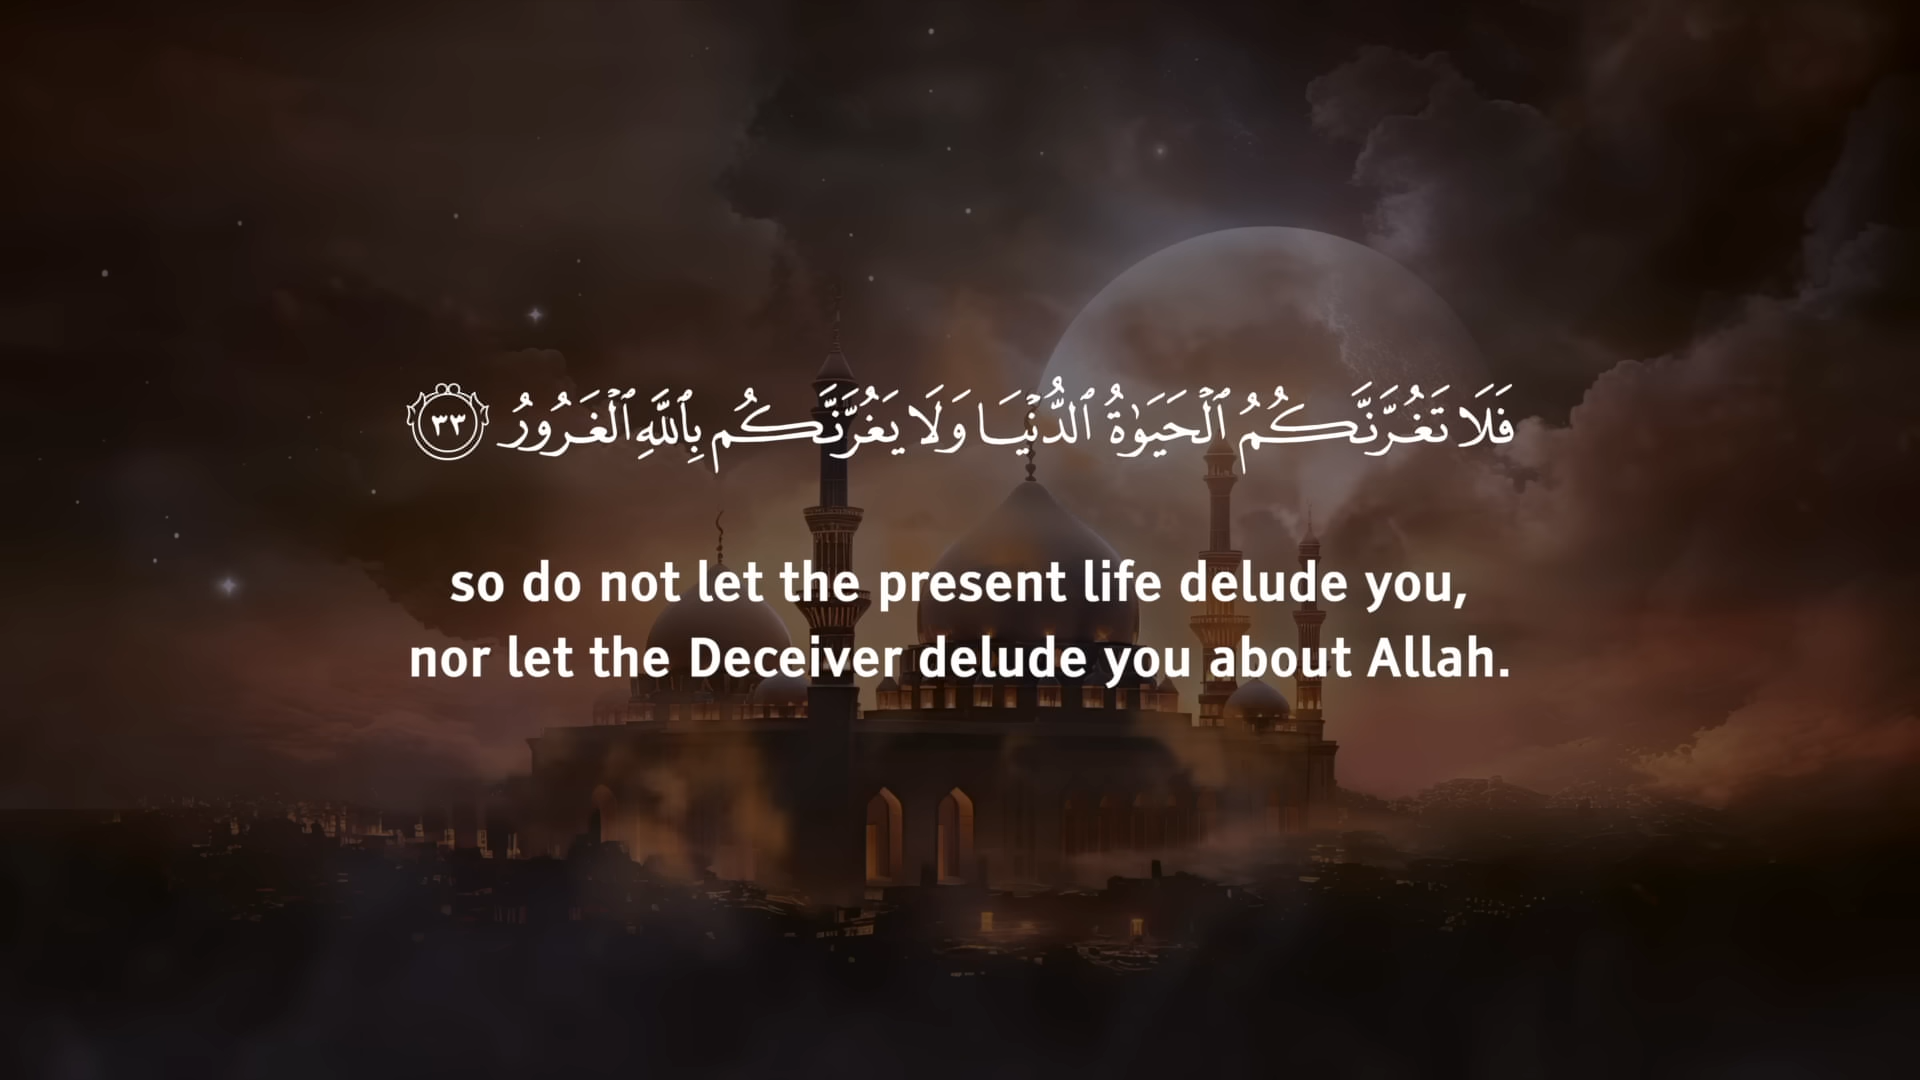 فَلَا تَغُرَّنَّكُمُ ٱلْحَيَوٰةُ ٱلدُّنْيَا وَلَا يَغُرَّنَّكُم بِٱللَّهِ ٱلْغَرُورُ ٣٣
so do not let the present life delude you,
nor let the Deceiver delude you about Allah.